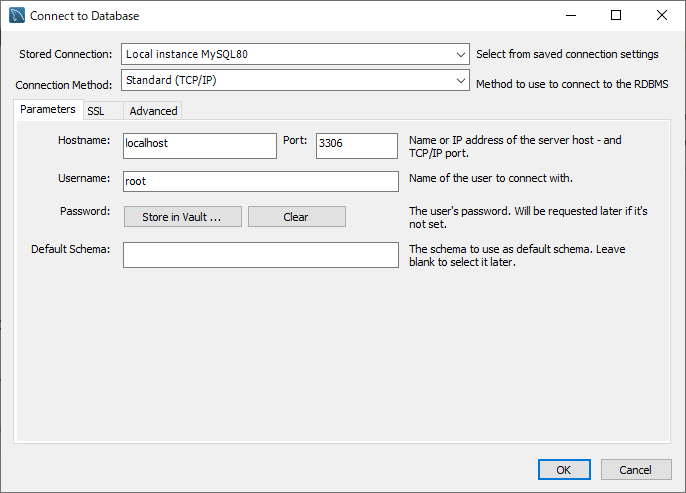 Connect to Database
Stored Connection: Local instance MySQL80 Select from saved connection settings
Connection Method: Standard (TCP/IP) Method to use to connect to the RDBMS
Parameters SSL Advanced
Hostname: localhost Port: 3306 Name or IP address of the server host - and
TCP/IP port.
Username: root Name of the user to connect with.
Password: Store in Vault ... Clear The user's password. Will be requested later if it's
not set.
Default Schema: The schema to use as default schema. Leave
blank to select it later.
OK Cancel